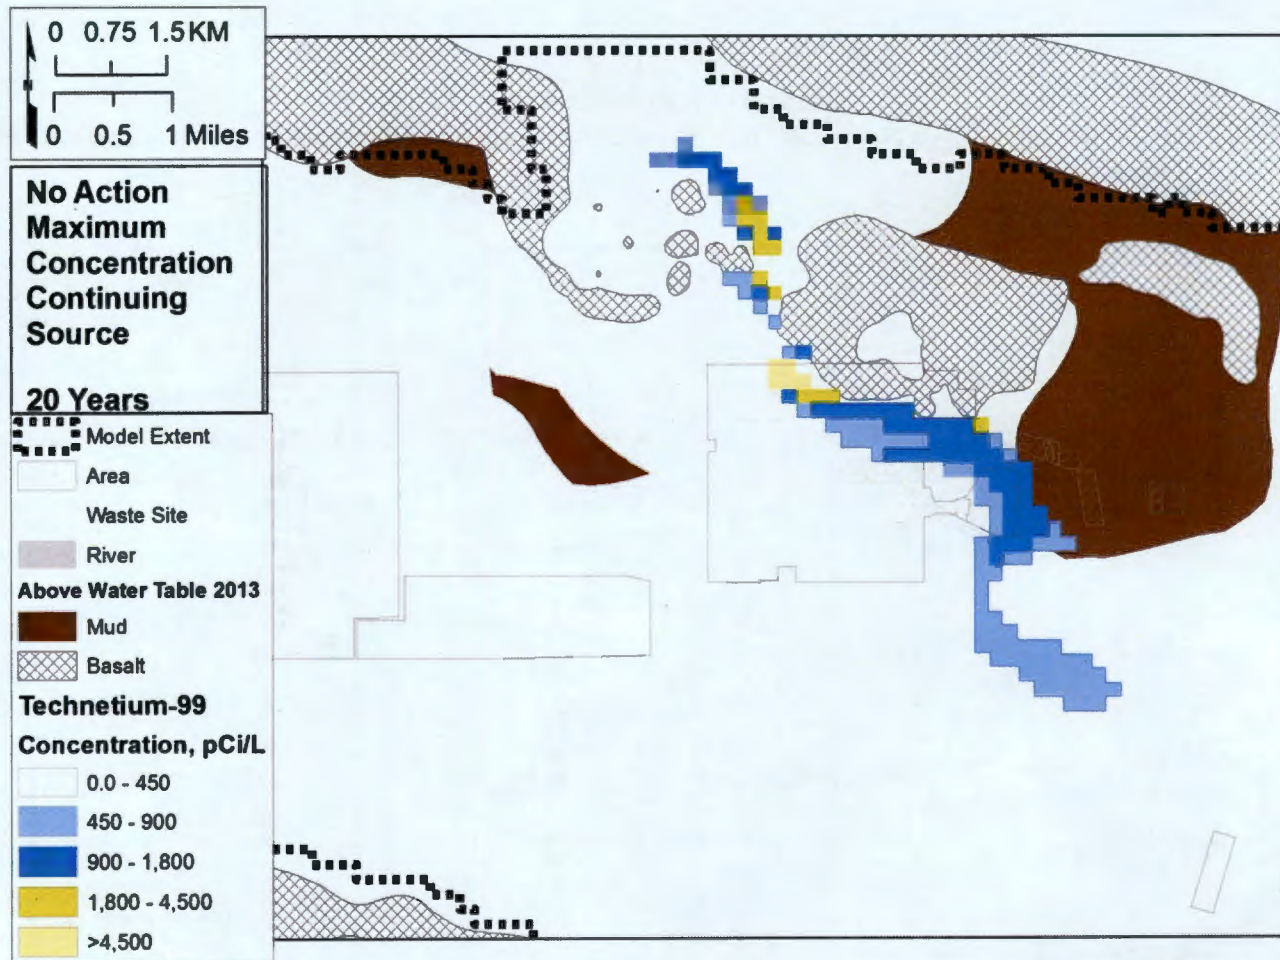 0 0.75 1.5KM
0 0.5 1 Miles
No Action
Maximum
Concentration
Continuing
Source
20 Years
Model Extent
Area
Waste Site
River
Above Water Table 2013
Mud
Basalt
Technetium-99
Concentration, pCi/L
0.0 - 450
450 - 900
900 - 1,800
1,800 - 4,500
>4,500